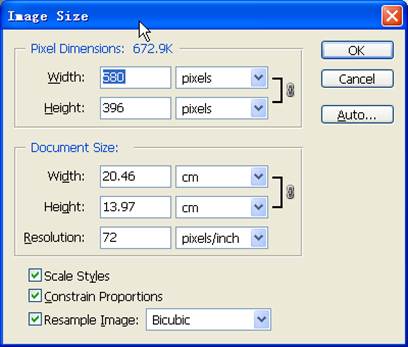 Image Size
Pixel Dimensions: 672.9K
OK
Width: 580 pixels
Cancel
Height: 396 pixels
Auto...
Document Size:
Width: 20.46 cm
Height: 13.97 cm
Resolution: 72 pixels/inch
Scale Styles
Constrain Proportions
Resample Image: Bicubic